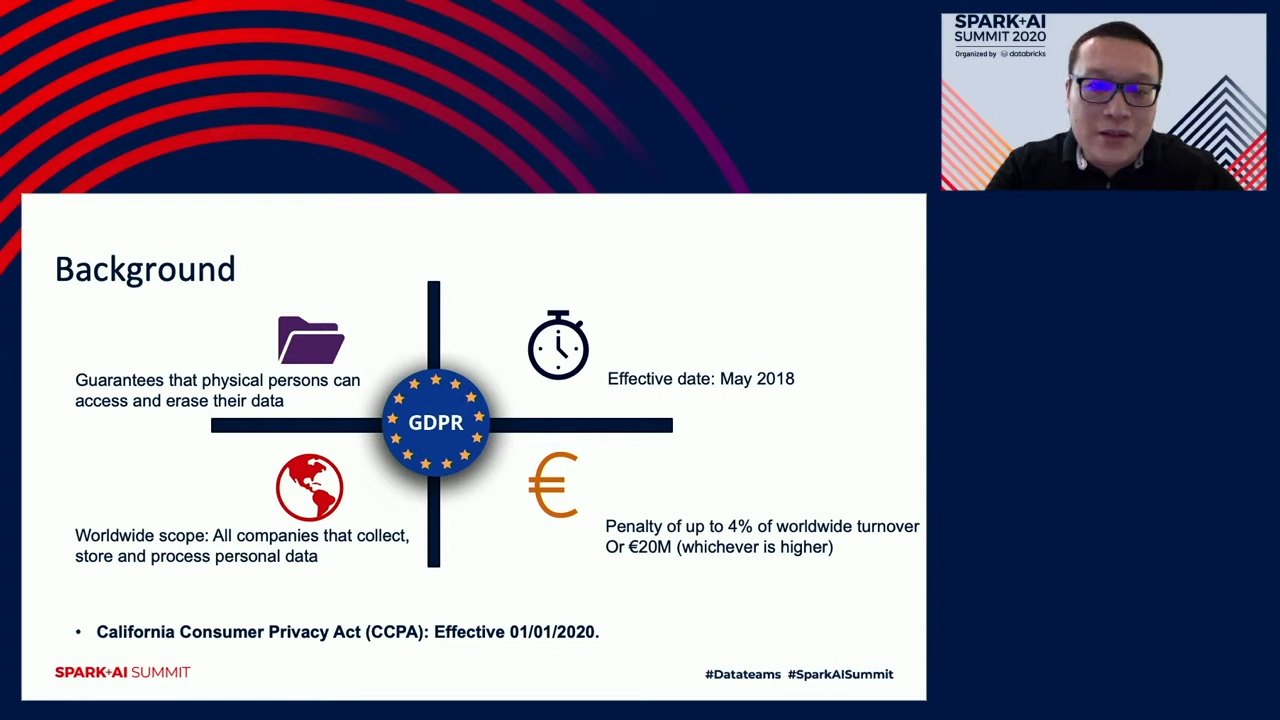 SPARK+AI
SUMMIT 2020
Organized by databricks
Background
Guarantees that physical persons can
access and erase their data
Effective date: May 2018
GDPR
Worldwide scope: All companies that collect,
store and process personal data
€
Penalty of up to 4% of worldwide turnover
Or €20M (whichever is higher)
• California Consumer Privacy Act (CCPA): Effective 01/01/2020.
SPARK+AI SUMMIT
#Datateams #SparkAISummit